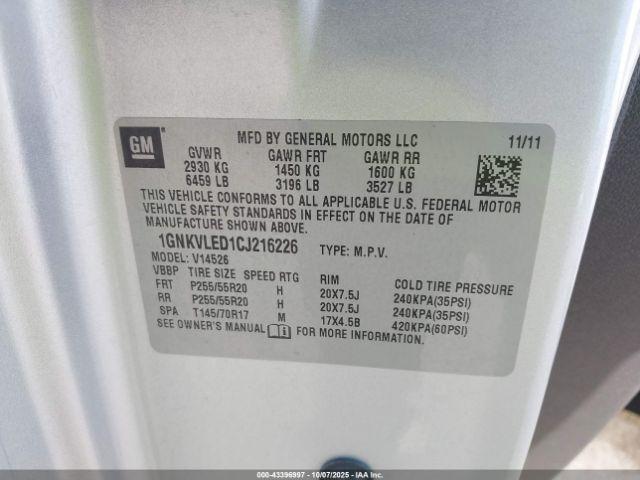 GM
MFD BY GENERAL MOTORS LLC 11/11
GVWR GAWR FRT GAWR RR
2930 KG 1450 KG 1600 KG
6459 LB 3196 LB 3527 LB
THIS VEHICLE CONFORMS TO ALL APPLICABLE U.S. FEDERAL MOTOR
VEHICLE SAFETY STANDARDS IN EFFECT ON THE DATE OF
MANUFACTURE SHOWN ABOVE.
1GNKVLED1CJ216226 TYPE: M.P.V.
MODEL: V14526
VBBP TIRE SIZE SPEED RTG RIM COLD TIRE PRESSURE
FRT P255/55R20 H 20X7.5J 240KPA(35PSI)
RR P255/55R20 H 20X7.5J 240KPA(35PSI)
SPA T145/70R17 M 17X4.5B 420KPA(60PSI)
SEE OWNER'S MANUAL FOR MORE INFORMATION.
000-43396997 - 10/07/2025 - IAAI.COM